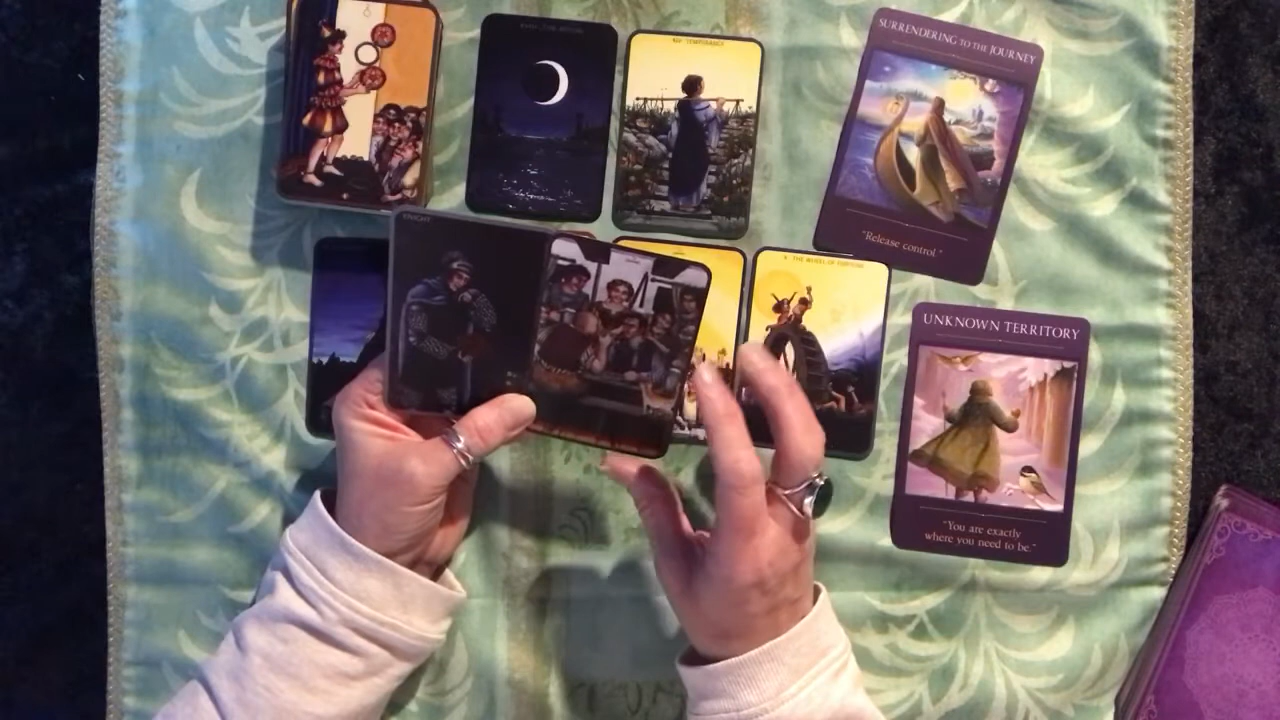 XIV. TEMPERANCE
SURRENDERING TO THE JOURNEY
"Release control."
KNIGHT
X. THE WHEEL OF FORTUNE
UNKNOWN TERRITORY
"You are exactly
where you need to be."